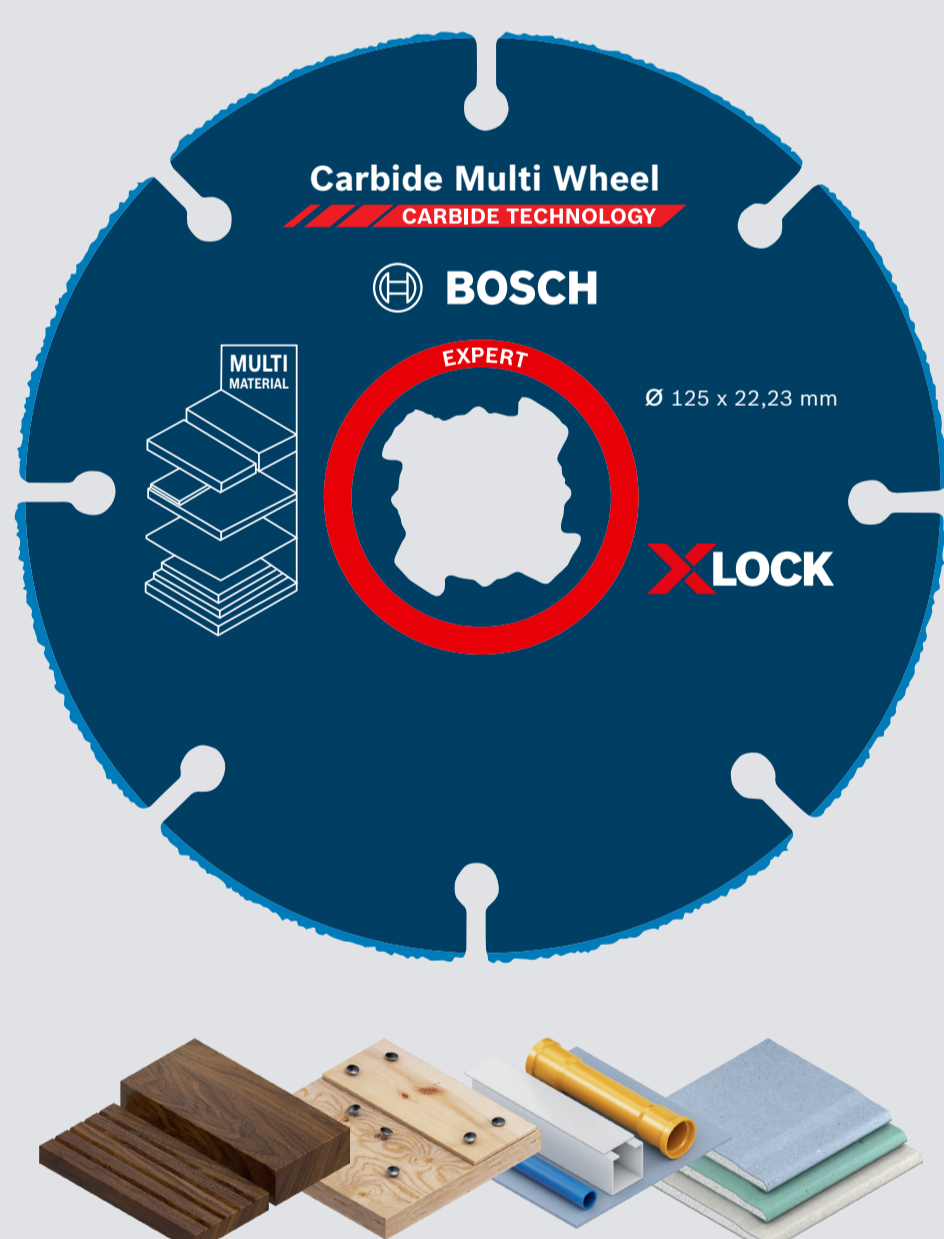 Carbide Multi Wheel
CARBIDE TECHNOLOGY
BOSCH
EXPERT
MULTI
MATERIAL
Ø 125 x 22,23 mm
X LOCK